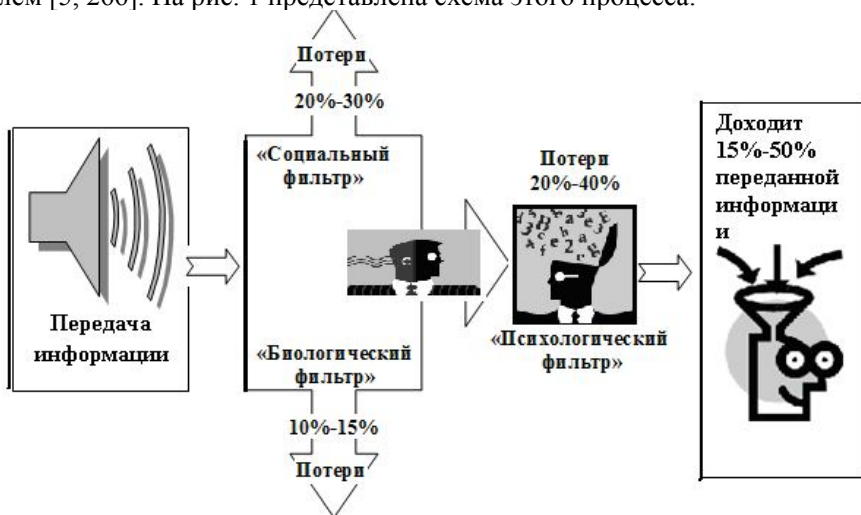 лем [5, 200]. На рис. 1 представлена схема этого процесса.
Потери
20%-30%
«Социальный
фильтр»
Передача
информации
«Биологический
фильтр»
10%-15%
Потери
Потери
20%-40%
«Психологический
фильтр»
Доходит
15%-50%
переданной
информаци
и